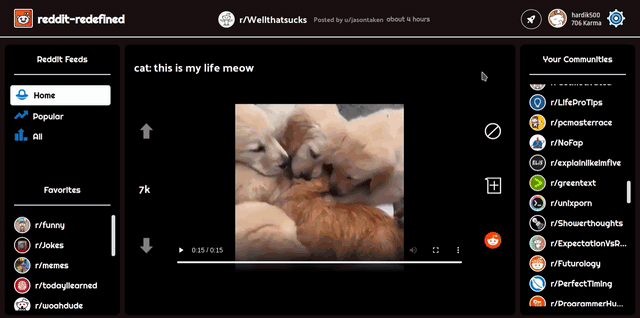 reddit-redefined
r/Wellthatsucks Posted by u/jasontaken about 4 hours
hardik500
706 Karma
Reddit Feeds
Home
Popular
All
Favorites
r/funny
r/Jokes
r/memes
r/todayilearned
r/woahdude
cat: this is my life meow
7k
0:15 / 0:15
Your Communities
r/LifeProTips
r/pcmasterrace
r/NoFap
ELI5
r/explainlikeimfive
r/greentext
r/unixporn
r/Showerthoughts
r/ExpectationVsR...
r/Futurology
r/PerfectTiming
r/ProgrammerHu...